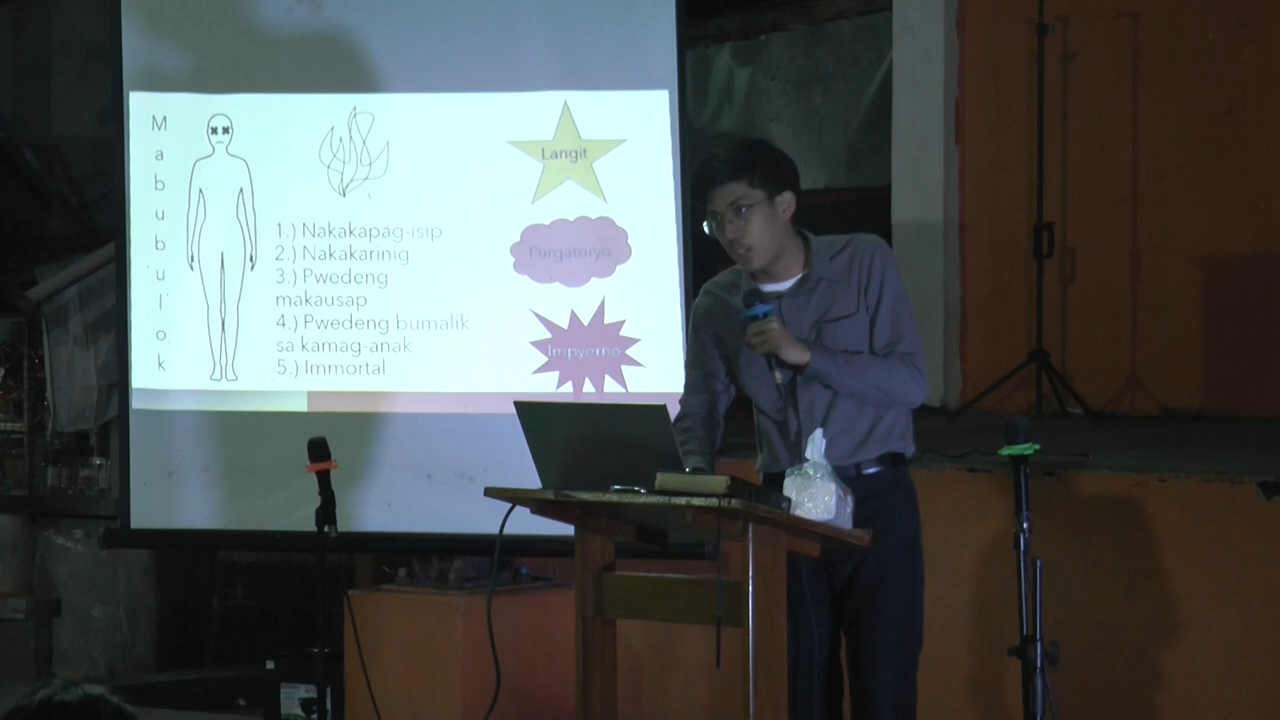 Mabubulok
1.) Nakakapag-isip
2.) Nakakarinig
3.) Pwedeng
makausap
4.) Pwedeng bumalik
sa kamag-anak
5.) Immortal
Langit
Purgatoryo
Impyerno